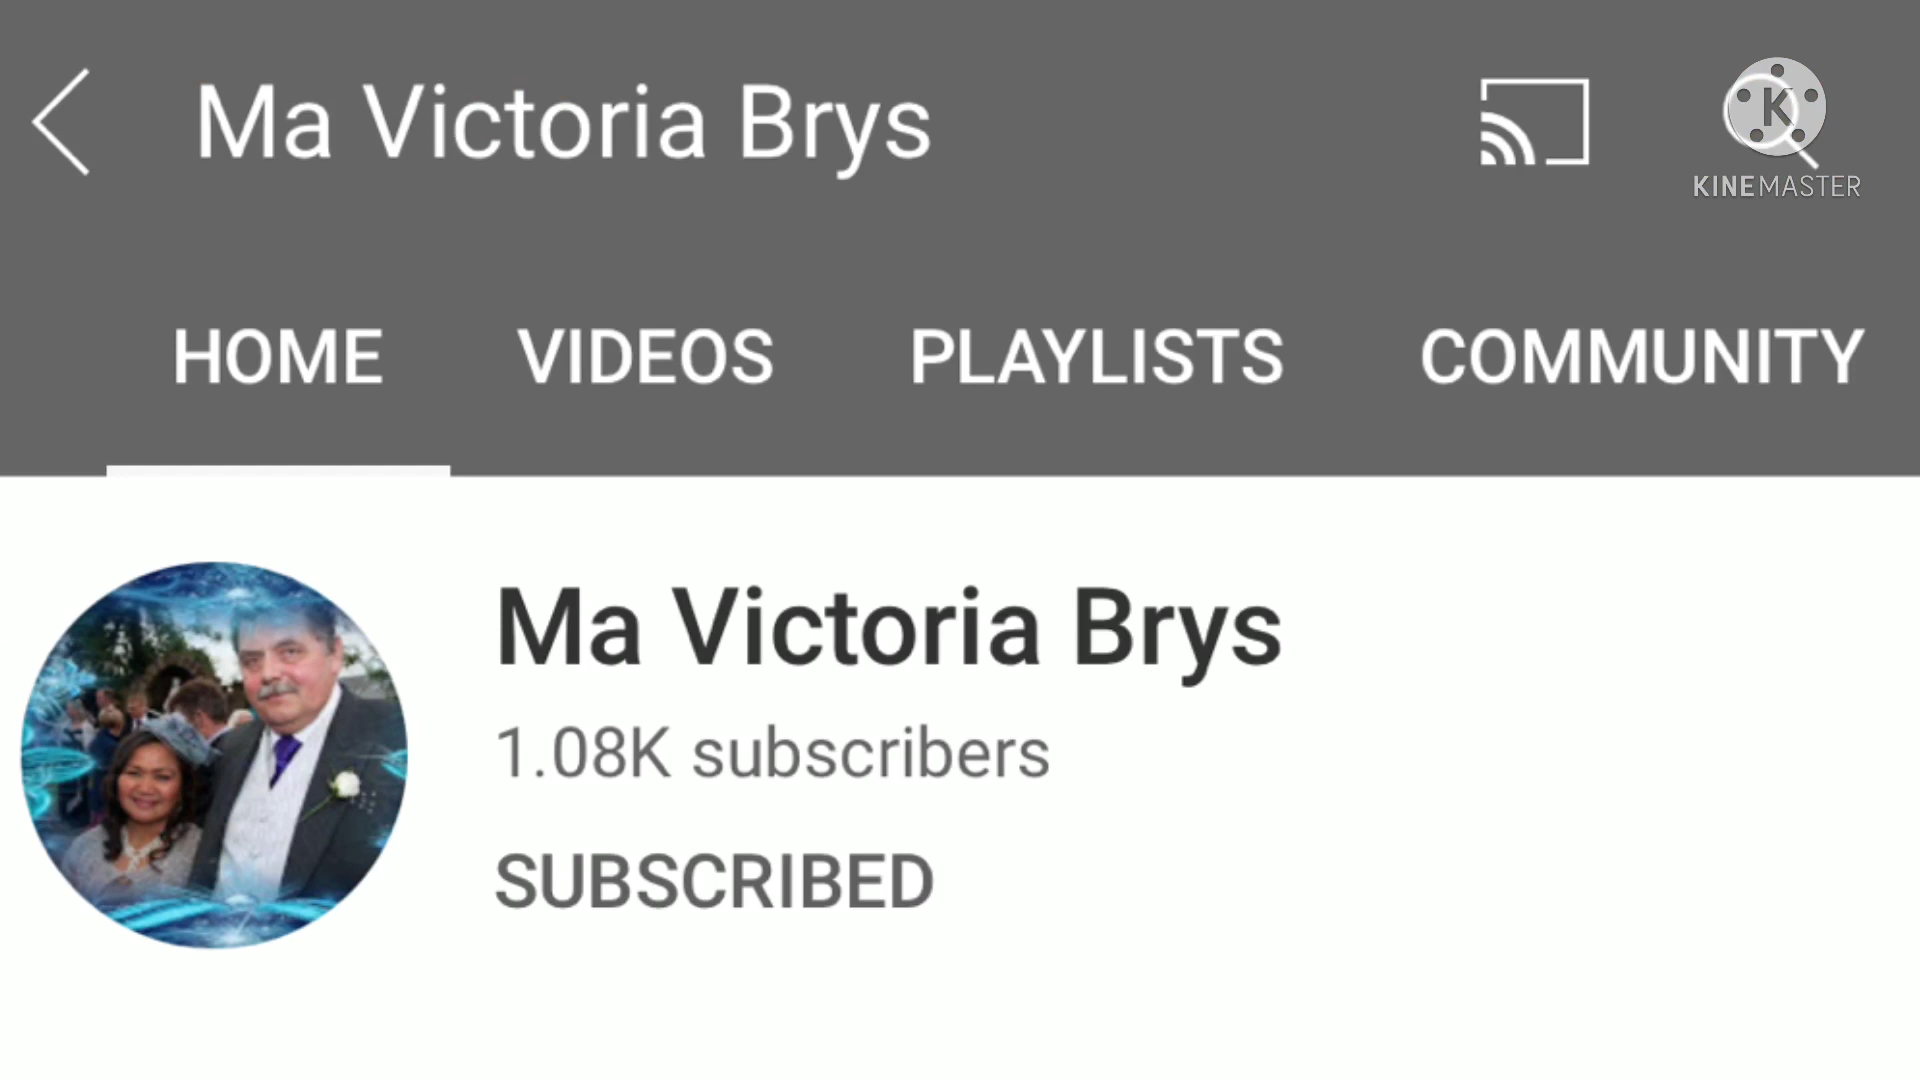 Ma Victoria Brys
K
KINEMASTER
HOME VIDEOS PLAYLISTS COMMUNITY
Ma Victoria Brys
1.08K subscribers
SUBSCRIBED